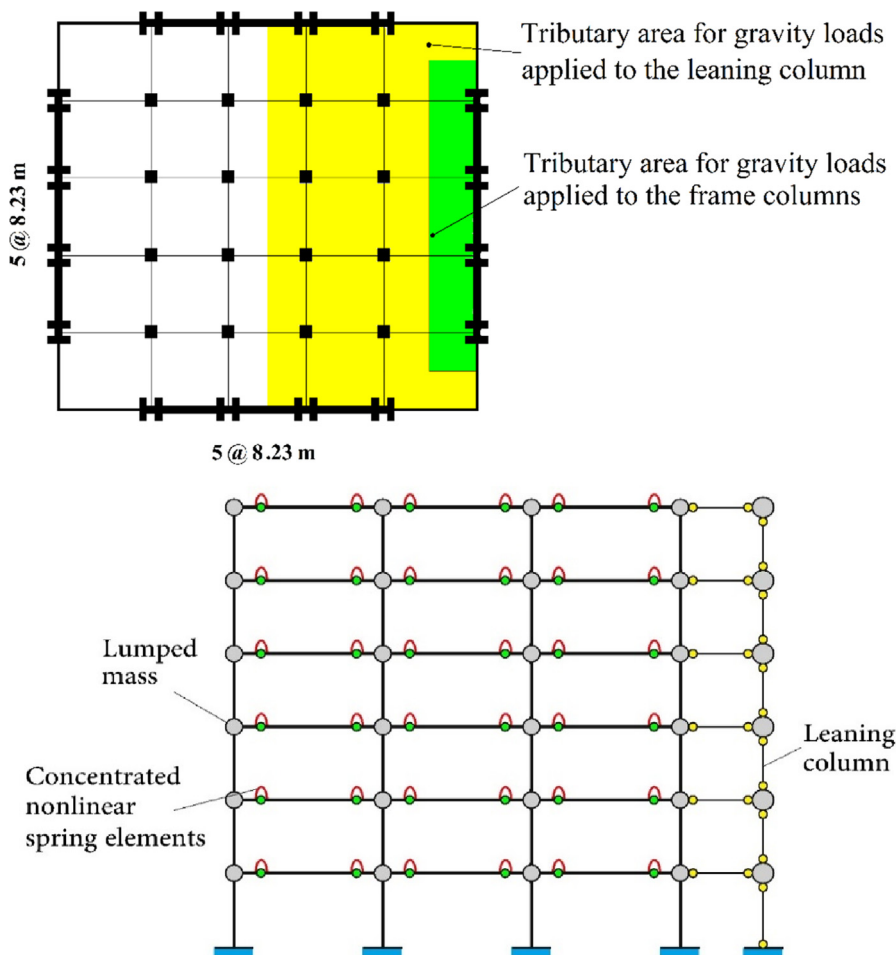 Tributary area for gravity loads
applied to the leaning column
Tributary area for gravity loads
applied to the frame columns
5 @ 8.23 m
5 @ 8.23 m
Lumped
mass
Leaning
column
Concentrated
nonlinear
spring elements